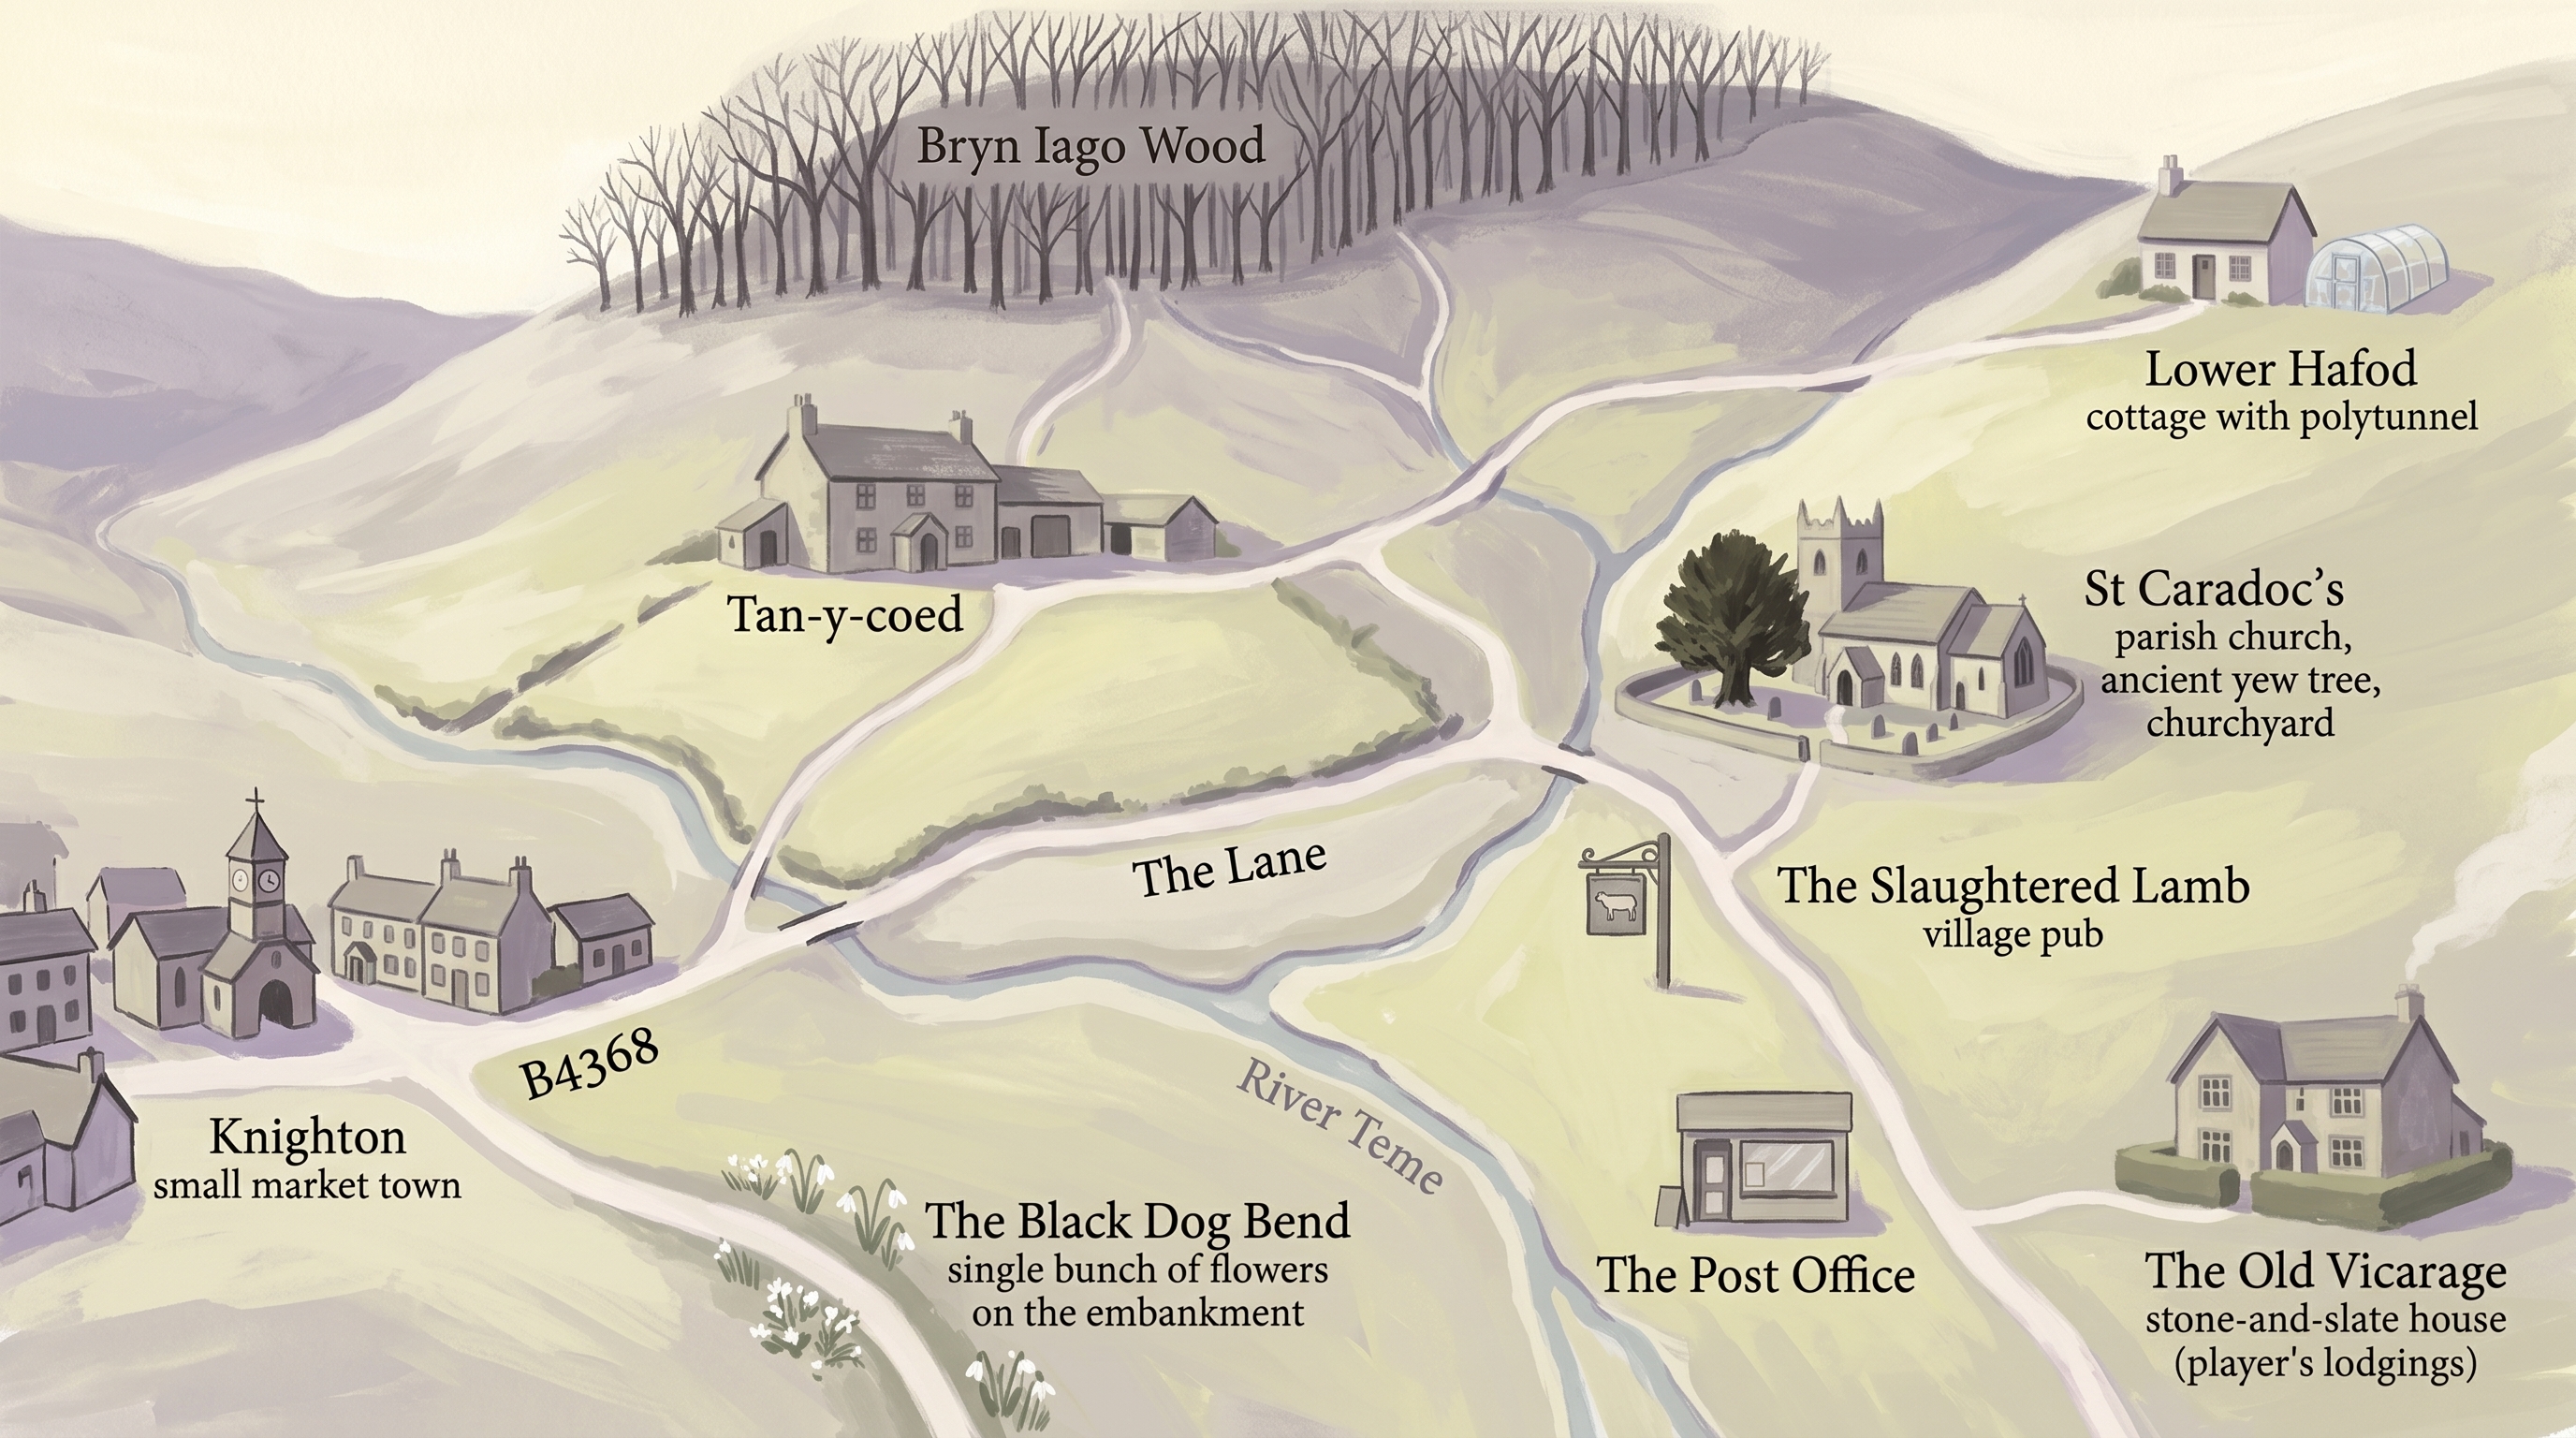 Bryn Iago Wood
Lower Hafod
cottage with polytunnel
Tan-y-coed
St Caradoc’s
parish church,
ancient yew tree,
churchyard
The Lane
The Slaughtered Lamb
village pub
B4368
Knighton
small market town
River Teme
The Black Dog Bend
single bunch of flowers
on the embankment
The Post Office
The Old Vicarage
stone-and-slate house
(player's lodgings)